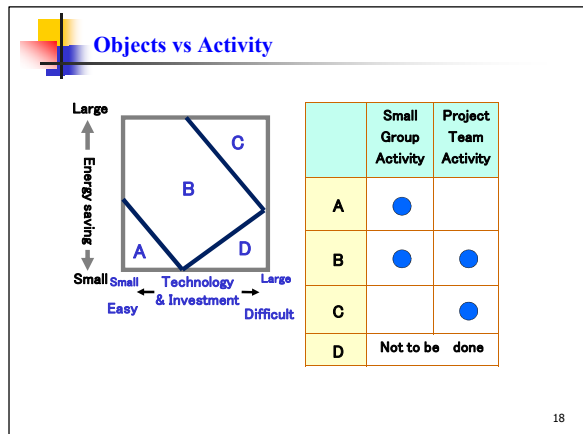 Objects vs Activity
Large
Energy saving
Small
A
B
C
D
Small
Technology
& Investment
Large
Easy
Difficult
Small
Group
Activity
Project
Team
Activity
A
B
C
D
Not to be done
18